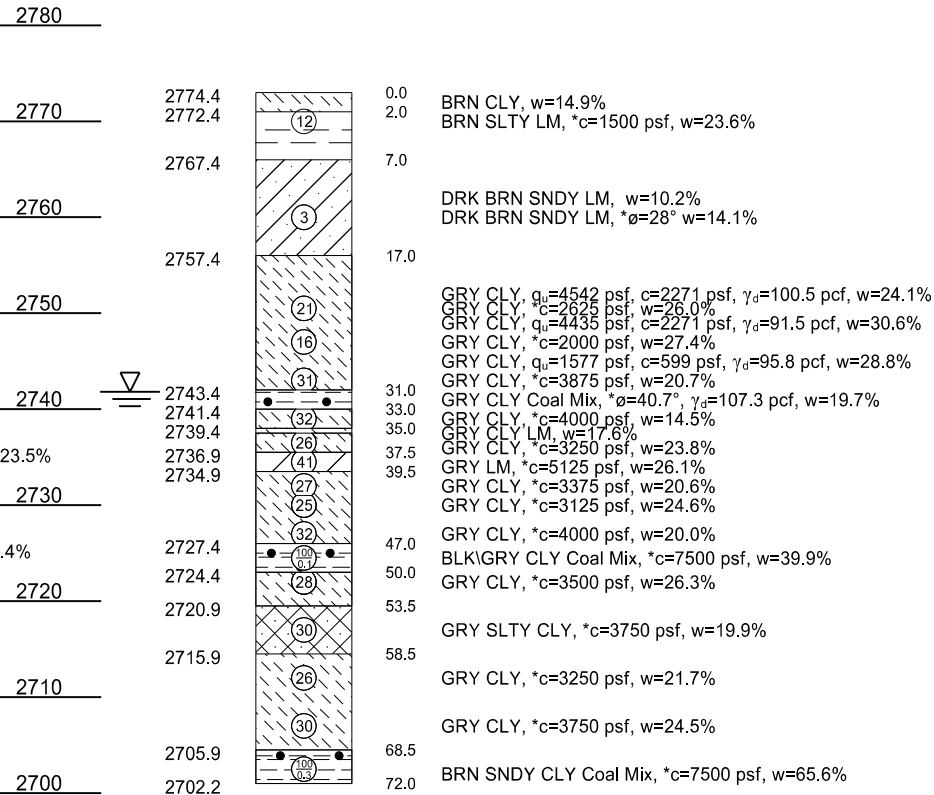 2780
2774.4 0.0
BRN CLY, w=14.9%
2770 2772.4 2.0
12 BRN SLTY LM, *c=1500 psf, w=23.6%
2767.4 7.0
DRK BRN SNDY LM, w=10.2%
2760 3 DRK BRN SNDY LM, *ø=28° w=14.1%
2757.4 17.0
GRY CLY, qu=4542 psf, c=2271 psf, γd=100.5 pcf, w=24.1%
2750 21 GRY CLY, *c=2625 psf, w=26.0%
GRY CLY, qu=4435 psf, c=2271 psf, γd=91.5 pcf, w=30.6%
16 GRY CLY, *c=2000 psf, w=27.4%
GRY CLY, qu=1577 psf, c=599 psf, γd=95.8 pcf, w=28.8%
31 GRY CLY, *c=3875 psf, w=20.7%
2743.4 31.0
2740 GRY CLY Coal Mix, *ø=40.7°, γd=107.3 pcf, w=19.7%
2741.4 33.0
32 GRY CLY, *c=4000 psf, w=14.5%
2739.4 35.0
GRY CLY LM, w=17.6%
26 GRY CLY, *c=3250 psf, w=23.8%
23.5% 2736.9 37.5
41 GRY LM, *c=5125 psf, w=26.1%
2734.9 39.5
27 GRY CLY, *c=3375 psf, w=20.6%
2730 25 GRY CLY, *c=3125 psf, w=24.6%
32 GRY CLY, *c=4000 psf, w=20.0%
2727.4 47.0
.4% 100 0.1 BLK\GRY CLY Coal Mix, *c=7500 psf, w=39.9%
2724.4 50.0
28 GRY CLY, *c=3500 psf, w=26.3%
2720
2720.9 53.5
30 GRY SLTY CLY, *c=3750 psf, w=19.9%
2715.9 58.5
26 GRY CLY, *c=3250 psf, w=21.7%
2710
30 GRY CLY, *c=3750 psf, w=24.5%
2705.9 68.5
100 0.3 BRN SNDY CLY Coal Mix, *c=7500 psf, w=65.6%
2700 2702.2 72.0